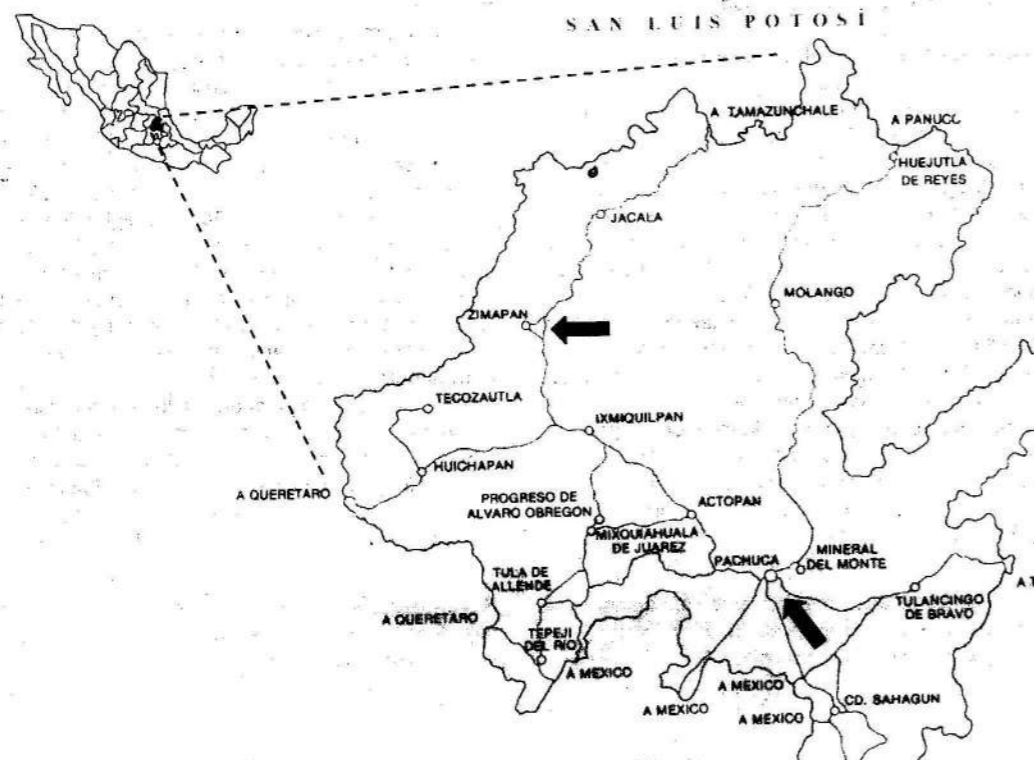 SAN LUIS POTOSÍ
A TAMAZUNCHALE
A PANUCO
HUEJUTLA
DE REYES
JACALA
MOLANGO
ZIMAPAN
TECOZAUTLA
IXMIQUILPAN
HUICHAPAN
A QUERETARO
PROGRESO DE
ALVARO OBREGON
ACTOPAN
MIXQUIAHUALA
DE JUAREZ
PACHUCA
MINERAL
DEL MONTE
TULA DE
ALLENDE
TULANCINGO
DE BRAVO
A T
A QUERETARO
TEPEJI
DEL RIO
A MEXICO
A MEXICO
A MEXICO
A MEXICO
CD. SAHAGUN